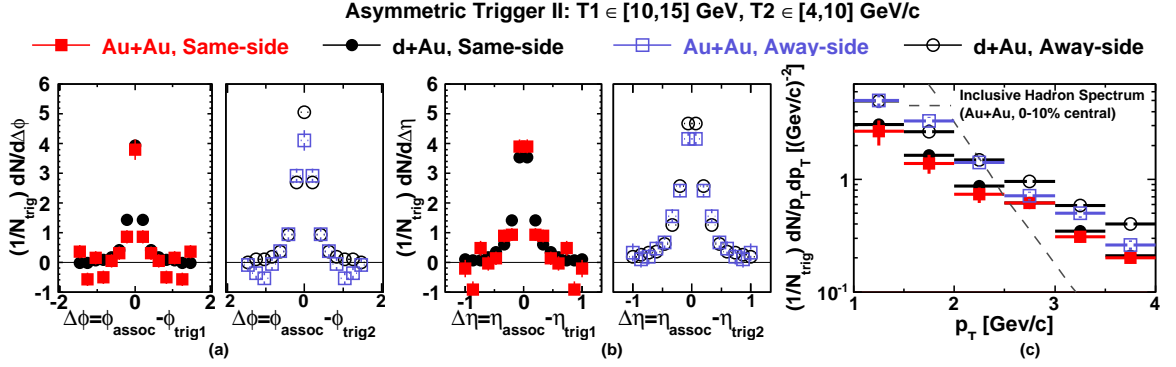 Asymmetric Trigger II: T1 ∈ [10,15] GeV, T2 ∈ [4,10] GeV/c
Au+Au, Same-side
d+Au, Same-side
Au+Au, Away-side
d+Au, Away-side
(1/N_trig) dN/dΔϕ
6
5
4
3
2
1
0
-1
-2
0
2
0
2
Δϕ=ϕ_assoc-ϕ_trig1
Δϕ=ϕ_assoc-ϕ_trig2
(a)
(1/N_trig) dN/dΔη
6
5
4
3
2
1
0
-1
-1
0
1
-1
0
1
Δη=η_assoc-η_trig1
Δη=η_assoc-η_trig2
(b)
(1/N_trig) dN/p_T dp_T [(Gev/c)^-2]
Inclusive Hadron Spectrum
(Au+Au, 0-10% central)
1
10^-1
1
2
3
4
p_T [Gev/c]
(c)